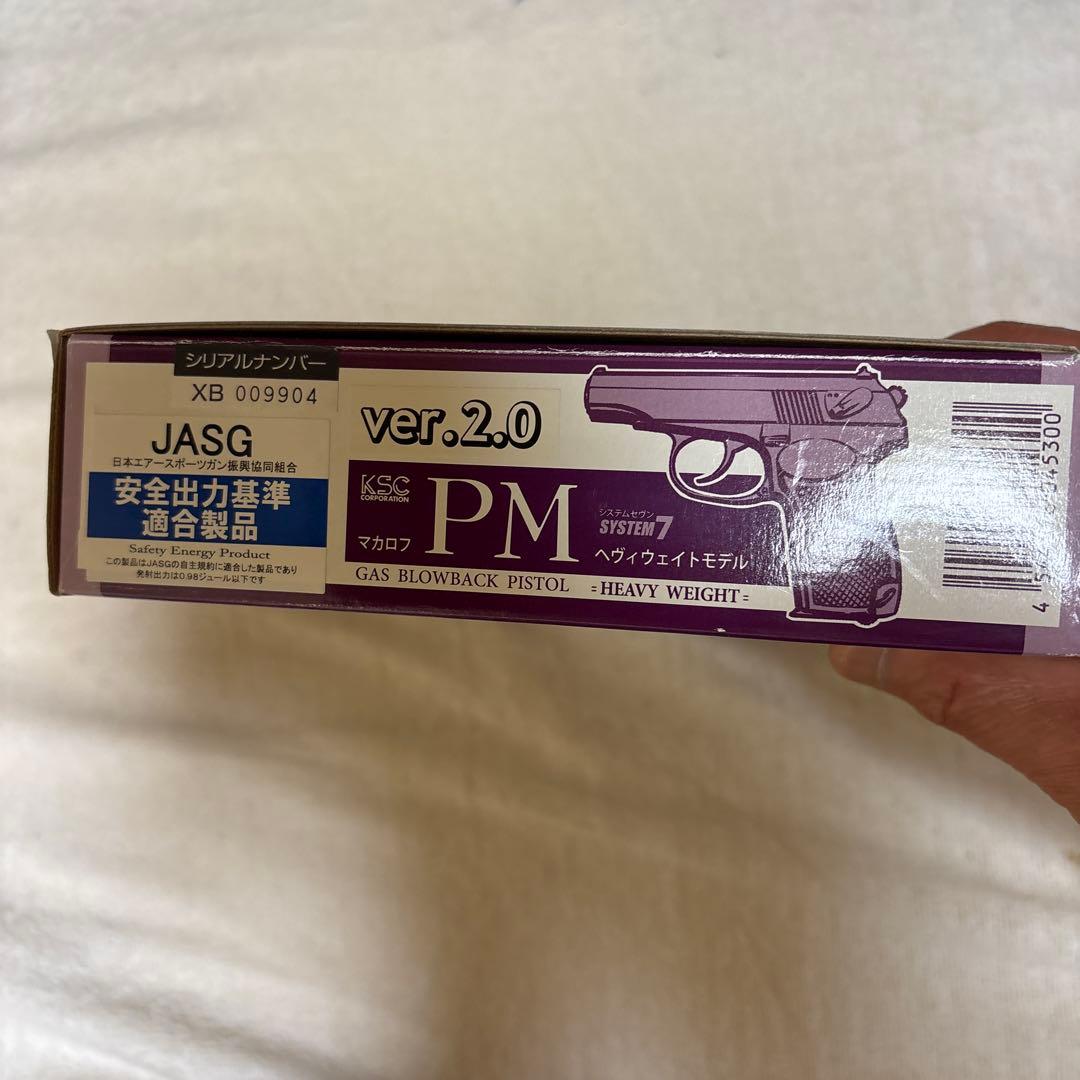 シリアルナンバー
XB 009904
JASG
日本エアースポーツガン振興協同組合
安全出力基準
適合製品
Safety Energy Product
この製品はJASGの自主規約に適合した製品であり
発射出力は0.98ジュール以下です
ver.2.0
KSC
CORPORATION
マカロフ
PM
システムセヴン
SYSTEM7
ヘヴィウェイトモデル
GAS BLOWBACK PISTOL =HEAVY WEIGHT=